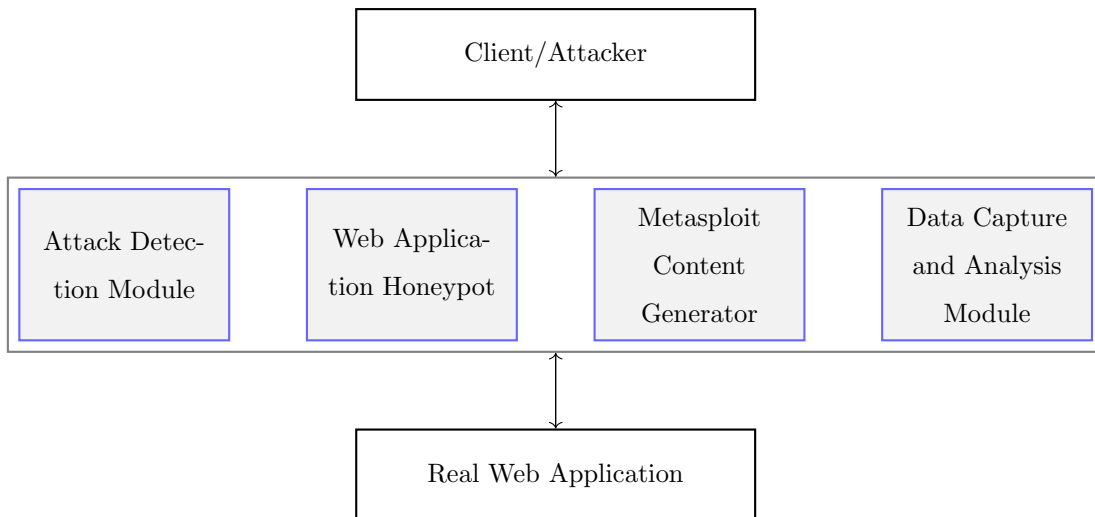 Client/Attacker
Attack Detec-
tion Module
Web Applica-
tion Honeypot
Metasploit
Content
Generator
Data Capture
and Analysis
Module
Real Web Application